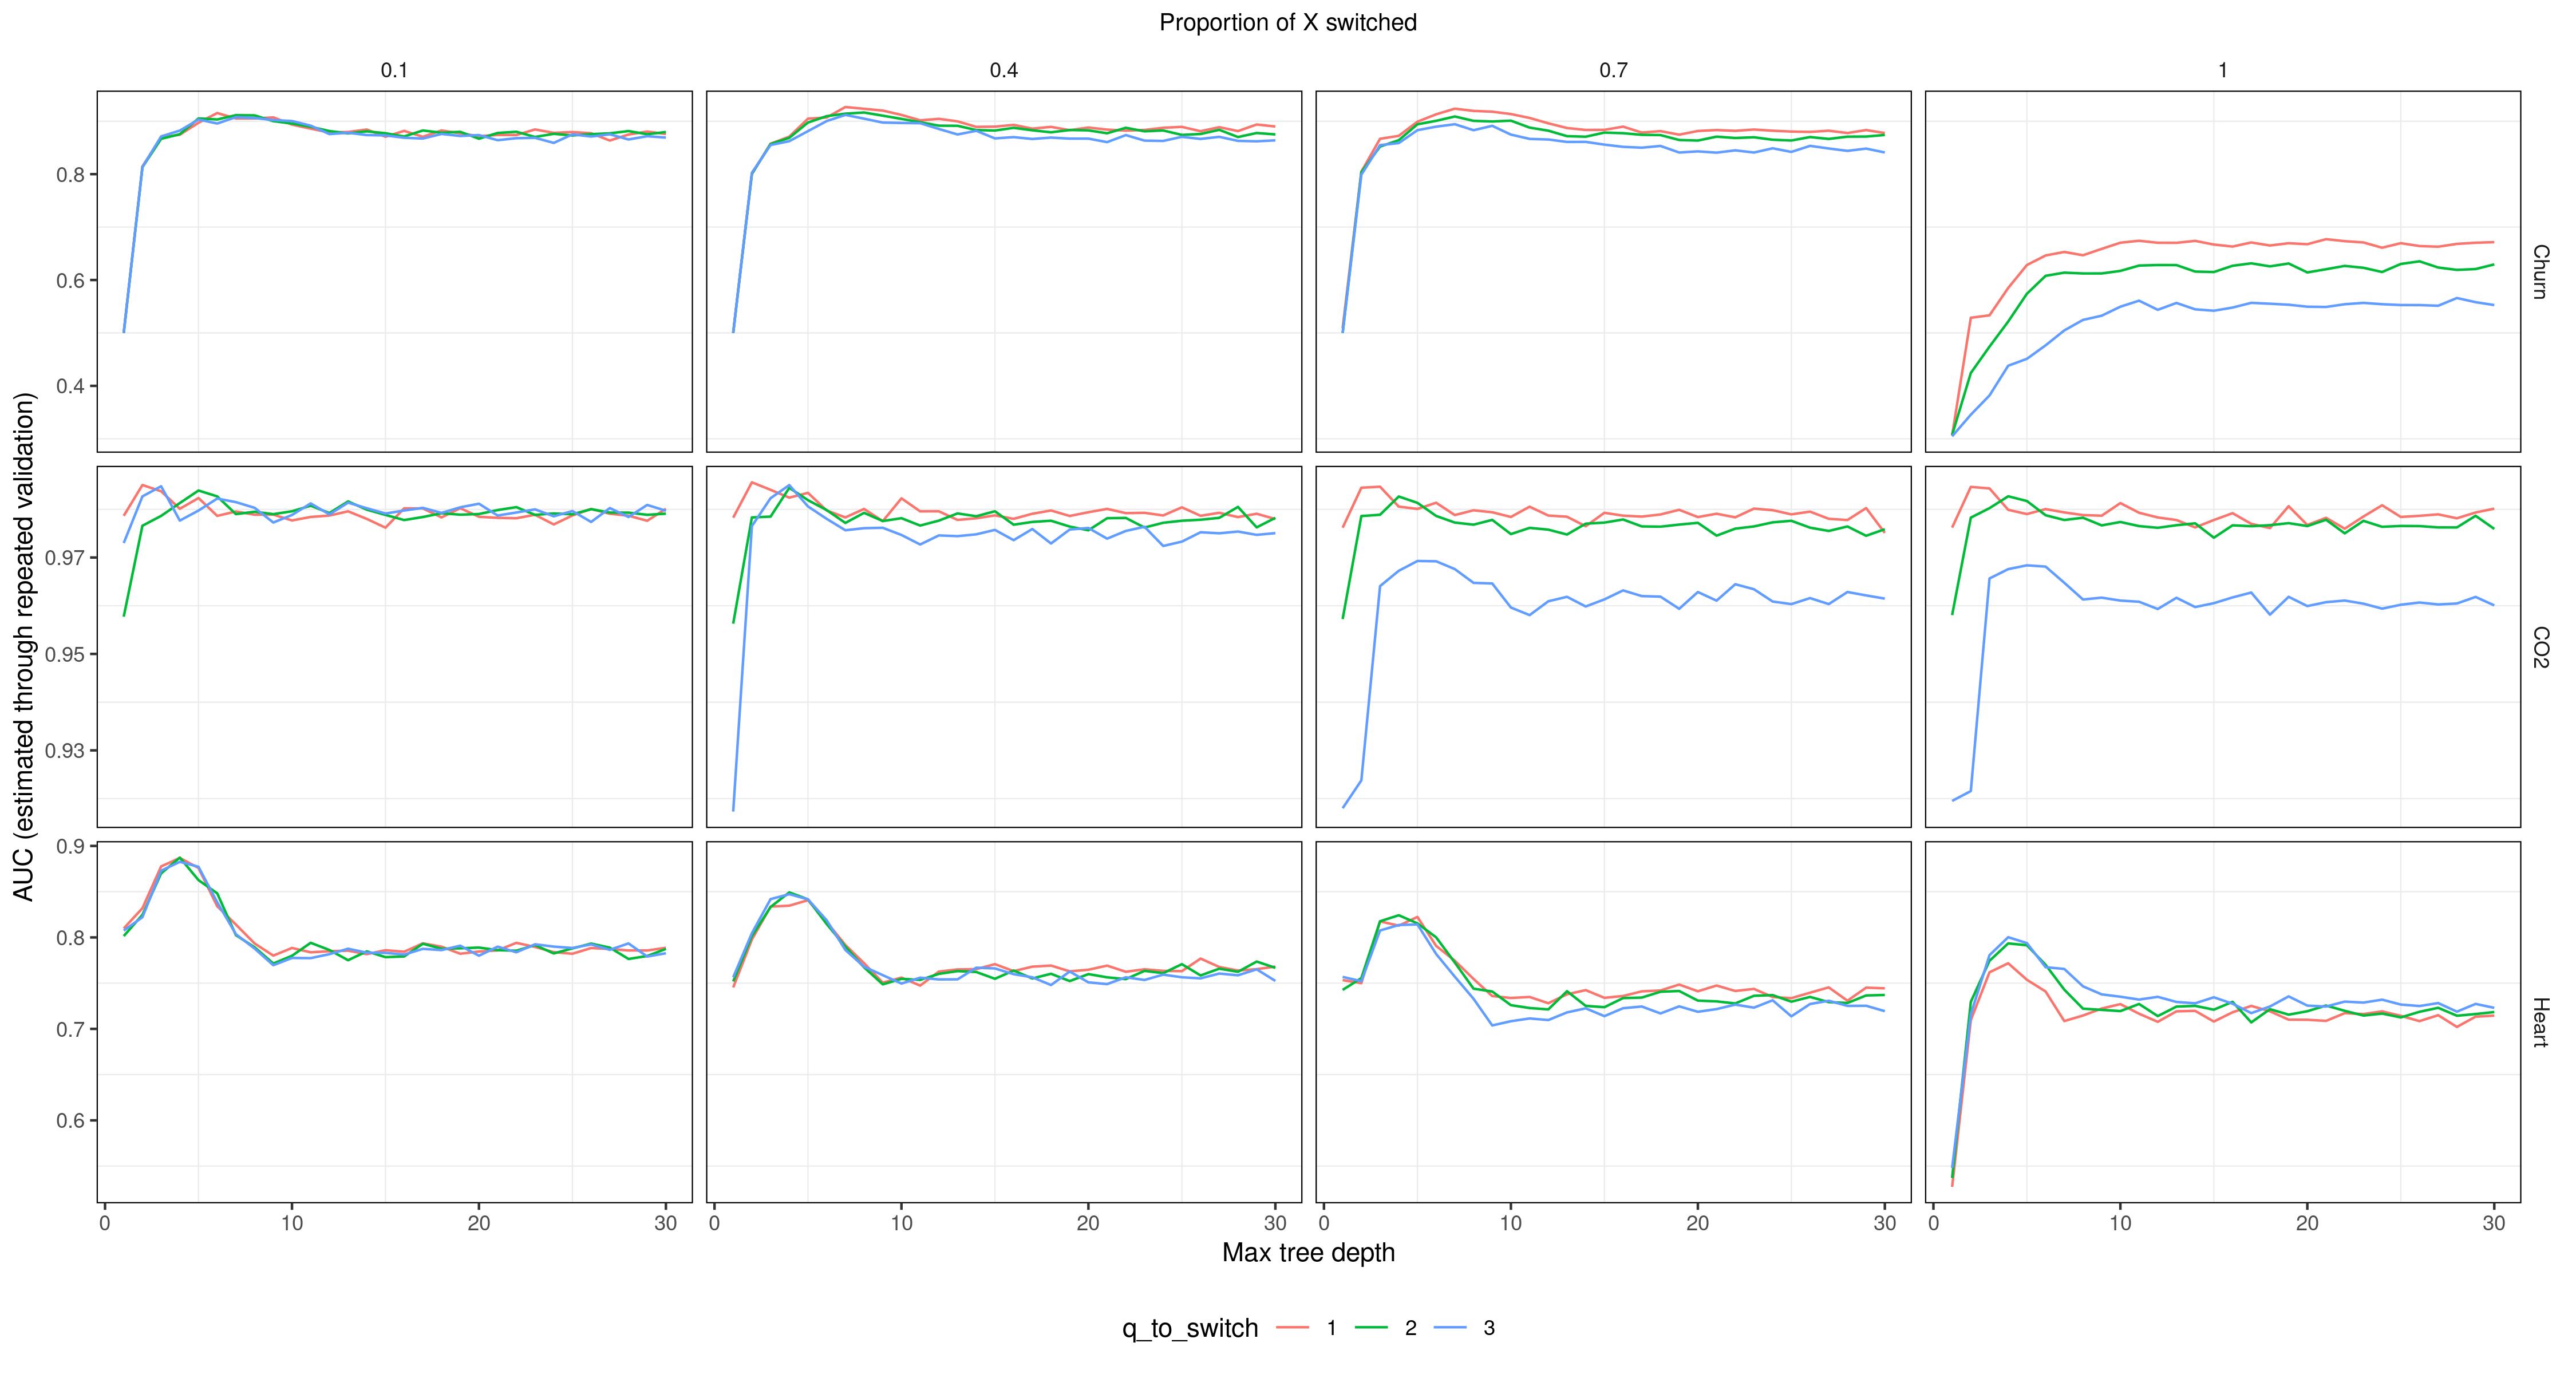 Proportion of X switched
0.1 0.4 0.7 1
0.8
0.6
0.4
Churn
0.97
0.95
0.93
CO2
0.9
0.8
0.7
0.6
Heart
AUC (estimated through repeated validation)
0 10 20 30 0 10 20 30 0 10 20 30 0 10 20 30
Max tree depth
q_to_switch 1 2 3